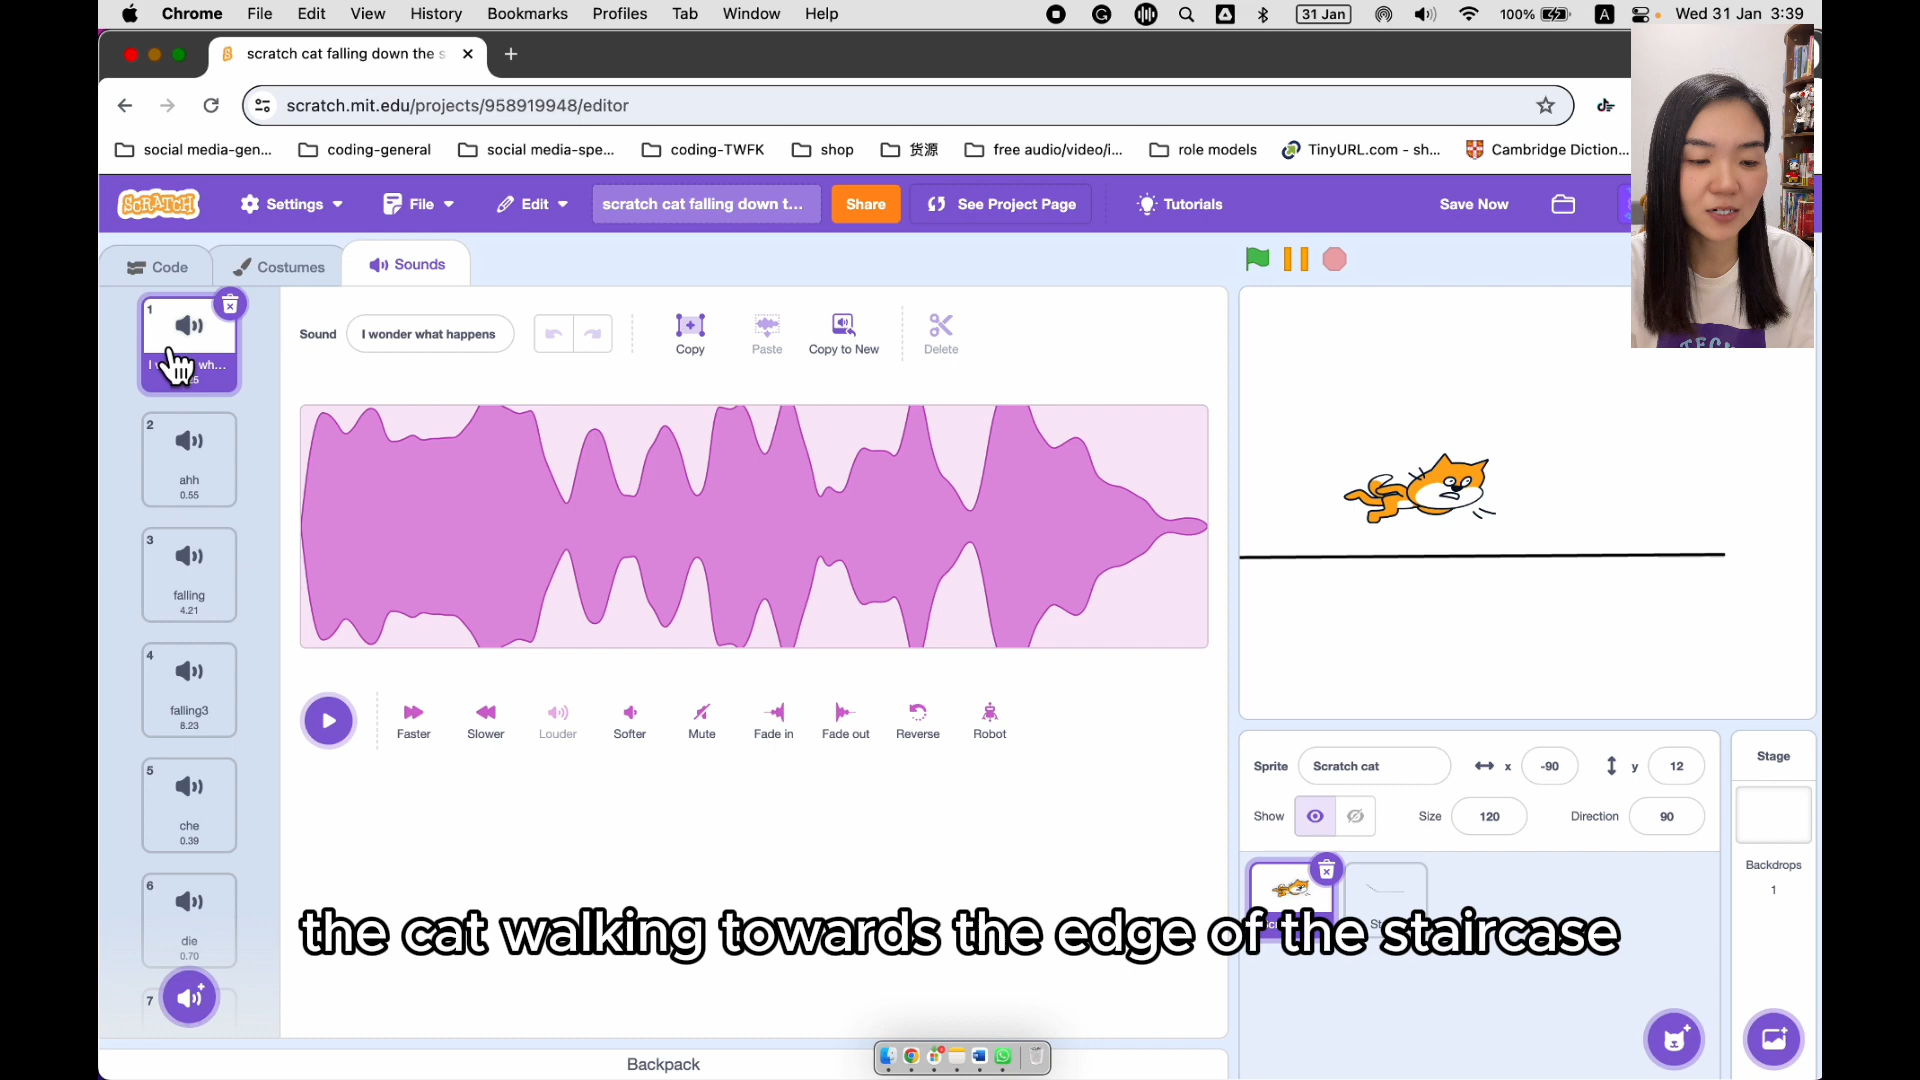 Chrome File Edit View History Bookmarks Profiles Tab Window Help 31 Jan 100% A Wed 31 Jan 3:39
scratch cat falling down the s
scratch.mit.edu/projects/958919948/editor
social media-gen... coding-general social media-spe... coding-TWFK shop 货源 free audio/video/i... role models TinyURL.com - sh... Cambridge Diction...
SCRATCH Settings File Edit scratch cat falling down t... Share See Project Page Tutorials Save Now
Code Costumes Sounds
1
wh...
2
ahh
0.55
3
falling
4.21
4
falling3
8.23
5
che
0.39
6
die
0.70
7
Sound I wonder what happens Copy Paste Copy to New Delete
Faster Slower Louder Softer Mute Fade in Fade out Reverse Robot
Sprite Scratch cat x -90 y 12
Show Size 120 Direction 90
Stage
Backdrops
1
the cat walking towards the edge of the staircase
Backpack
TECH